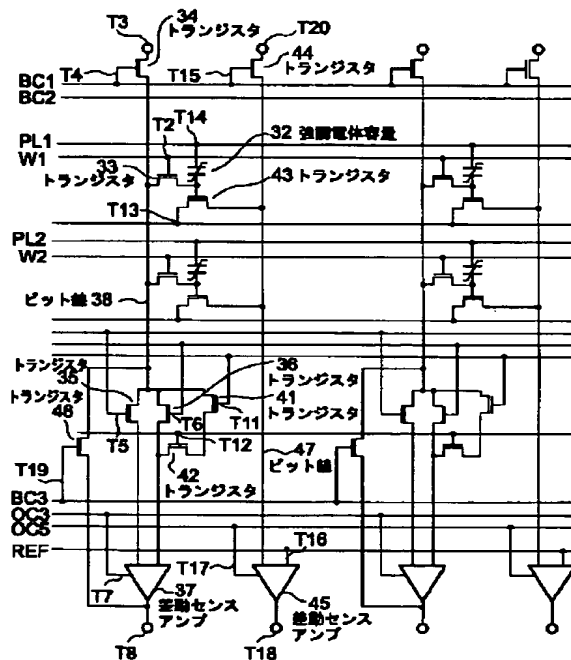 T3
34 トランジスタ
T20
44
トランジスタ
T4
T15
BC1
BC2
T14
T2
PL1
W1
32 強誘電体容量
33
トランジスタ
43 トランジスタ
T13
PL2
W2
ビット線 38
トランジスタ
35
トランジスタ
46
36
トランジスタ
41
トランジスタ
T5
T6
T11
T12
42
トランジスタ
47
ビット線
T19
BC3
OC3
OC5
REF
T16
T17
T7
37
差動センス
アンプ
45
差動センス
アンプ
T8
T18